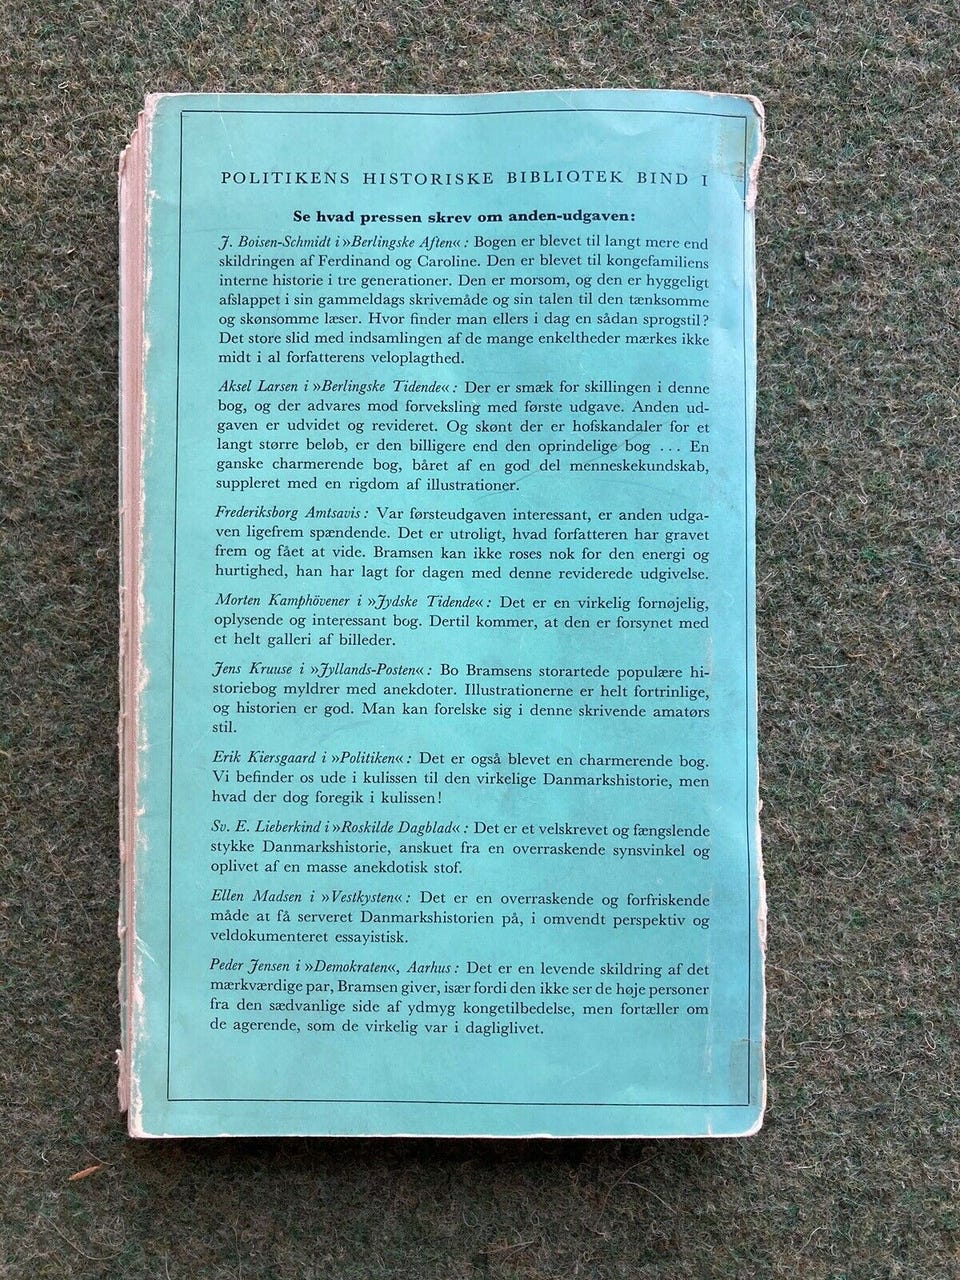 POLITIKENS HISTORISKE BIBLIOTEK BIND I
Se hvad pressen skrev om anden-udgaven:
J. Boisen-Schmidt i »Berlingske Aften«: Bogen er blevet til langt mere end
skildringen af Ferdinand og Caroline. Den er blevet til kongefamiliens
interne historie i tre generationer. Den er morsom, og den er hyggeligt
afslappet i sin gammeldags skrivemåde og sin talen til den tænksomme
og skønsomme læser. Hvor finder man ellers i dag en sådan sprogstil?
Det store slid med indsamlingen af de mange enkeltheder mærkes ikke
midt i al forfatterens veloplagthed.
Aksel Larsen i »Berlingske Tidende«: Der er smæk for skillingen i denne
bog, og der advares mod forveksling med første udgave. Anden ud-
gaven er udvidet og revideret. Og skønt der er hofskandaler for et
langt større beløb, er den billigere end den oprindelige bog ... En
ganske charmerende bog, båret af en god del menneskekundskab,
suppleret med en rigdom af illustrationer.
Frederiksborg Amtsavis: Var førsteudgaven interessant, er anden udga-
ven ligefrem spændende. Det er utroligt, hvad forfatteren har gravet
frem og fået at vide. Bramsen kan ikke roses nok for den energi og
hurtighed, han har lagt for dagen med denne reviderede udgivelse.
Morten Kamphövener i »Jydske Tidende«: Det er en virkelig fornøjelig,
oplysende og interessant bog. Dertil kommer, at den er forsynet med
et helt galleri af billeder.
Jens Kruuse i »Jyllands-Posten«: Bo Bramsens storartede populære hi-
storiebog myldrer med anekdoter. Illustrationerne er helt fortrinlige,
og historien er god. Man kan forelske sig i denne skrivende amatørs
stil.
Erik Kiersgaard i »Politiken«: Det er også blevet en charmerende bog.
Vi befinder os ude i kulissen til den virkelige Danmarkshistorie, men
hvad der dog foregik i kulissen!
Sv. E. Lieberkind i »Roskilde Dagblad«: Det er et velskrevet og fængslende
stykke Danmarkshistorie, anskuet fra en overraskende synsvinkel og
oplivet af en masse anekdotisk stof.
Ellen Madsen i »Vestkysten«: Det er en overraskende og forfriskende
måde at få serveret Danmarkshistorien på, i omvendt perspektiv og
veldokumenteret essayistisk.
Peder Jensen i »Demokraten«, Aarhus: Det er en levende skildring af det
mærkværdige par, Bramsen giver, især fordi den ikke ser de høje personer
fra den sædvanlige side af ydmyg kongetilbedelse, men fortæller om
de agerende, som de virkelig var i dagliglivet.